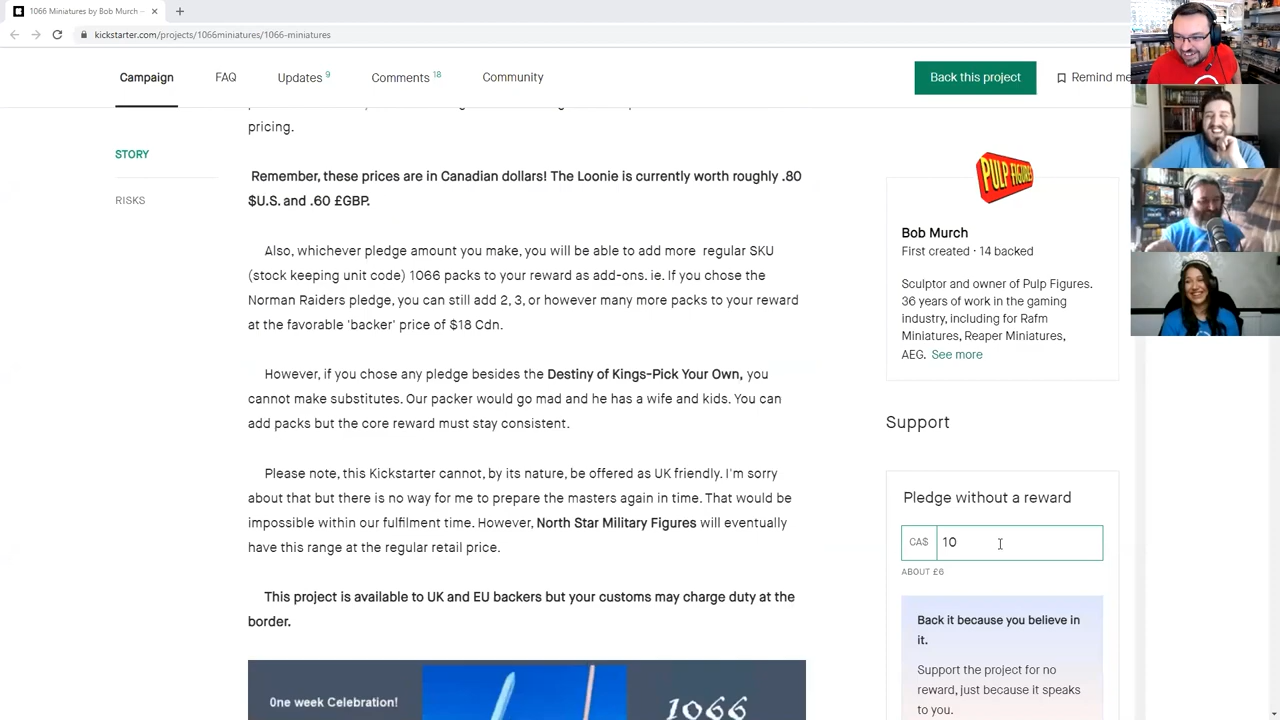 1066 Miniatures by Bob Murch —
kickstarter.com/projects/1066miniatures/1066-miniatures
Campaign FAQ Updates 9 Comments 18 Community Back this project Remind me
pricing.
STORY
RISKS
Remember, these prices are in Canadian dollars! The Loonie is currently worth roughly .80
$U.S. and .60 £GBP.
Also, whichever pledge amount you make, you will be able to add more regular SKU
(stock keeping unit code) 1066 packs to your reward as add-ons. ie. If you chose the
Norman Raiders pledge, you can still add 2, 3, or however many more packs to your reward
at the favorable 'backer' price of $18 Cdn.
However, if you chose any pledge besides the Destiny of Kings-Pick Your Own, you
cannot make substitutes. Our packer would go mad and he has a wife and kids. You can
add packs but the core reward must stay consistent.
Please note, this Kickstarter cannot, by its nature, be offered as UK friendly. I'm sorry
about that but there is no way for me to prepare the masters again in time. That would be
impossible within our fulfilment time. However, North Star Military Figures will eventually
have this range at the regular retail price.
This project is available to UK and EU backers but your customs may charge duty at the
border.
One week Celebration!
1066
PULP FIGURES
Bob Murch
First created · 14 backed
Sculptor and owner of Pulp Figures.
36 years of work in the gaming
industry, including for Rafm
Miniatures, Reaper Miniatures,
AEG. See more
Support
Pledge without a reward
CA$ 10
ABOUT £6
Back it because you believe in
it.
Support the project for no
reward, just because it speaks
to you.